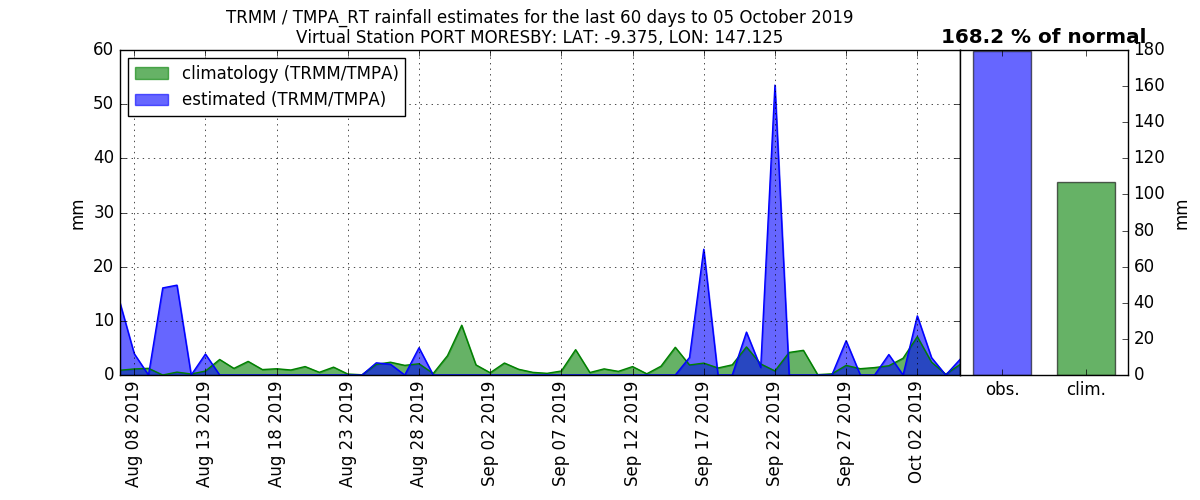 TRMM / TMPA_RT rainfall estimates for the last 60 days to 05 October 2019
Virtual Station PORT MORESBY: LAT: -9.375, LON: 147.125
168.2 % of normal
climatology (TRMM/TMPA)
estimated (TRMM/TMPA)
60
50
40
30
20
10
0
mm
180
160
140
120
100
80
60
40
20
0
mm
Aug 08 2019
Aug 13 2019
Aug 18 2019
Aug 23 2019
Aug 28 2019
Sep 02 2019
Sep 07 2019
Sep 12 2019
Sep 17 2019
Sep 22 2019
Sep 27 2019
Oct 02 2019
obs.
clim.